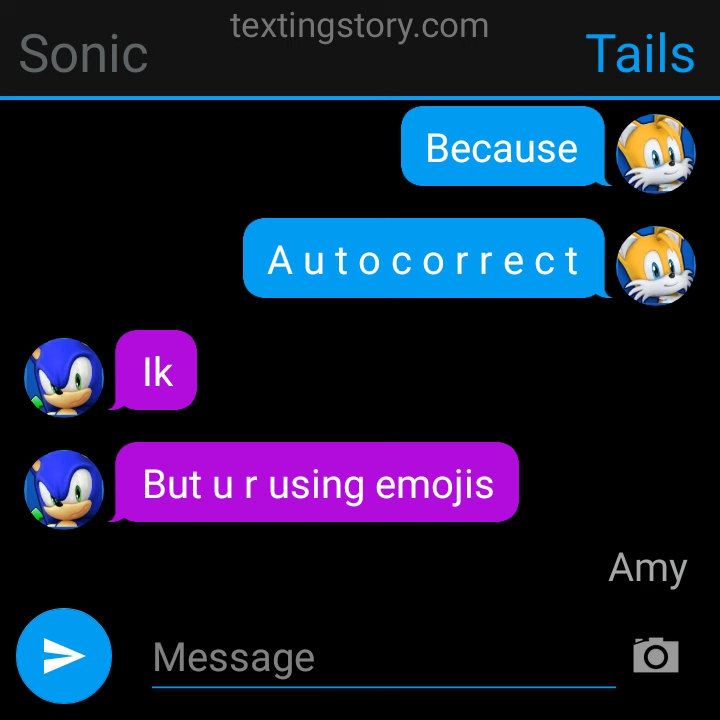 textingstory.com
Sonic
Tails
Because
A u t o c o r r e c t
Ik
But u r using emojis
Amy
Message